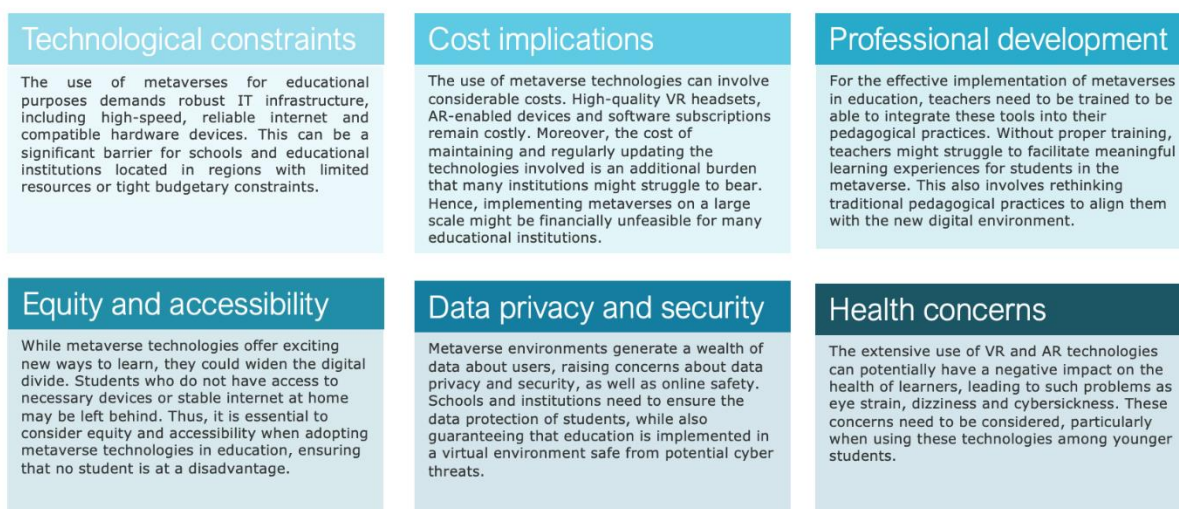 Technological constraints
The use of metaverses for educational
purposes demands robust IT infrastructure,
including high-speed, reliable internet and
compatible hardware devices. This can be a
significant barrier for schools and educational
institutions located in regions with limited
resources or tight budgetary constraints.
Cost implications
The use of metaverse technologies can involve
considerable costs. High-quality VR headsets,
AR-enabled devices and software subscriptions
remain costly. Moreover, the cost of
maintaining and regularly updating the
technologies involved is an additional burden
that many institutions might struggle to bear.
Hence, implementing metaverses on a large
scale might be financially unfeasible for many
educational institutions.
Professional development
For the effective implementation of metaverses
in education, teachers need to be trained to be
able to integrate these tools into their
pedagogical practices. Without proper training,
teachers might struggle to facilitate meaningful
learning experiences for students in the
metaverse. This also involves rethinking
traditional pedagogical practices to align them
with the new digital environment.
Equity and accessibility
While metaverse technologies offer exciting
new ways to learn, they could widen the digital
divide. Students who do not have access to
necessary devices or stable internet at home
may be left behind. Thus, it is essential to
consider equity and accessibility when adopting
metaverse technologies in education, ensuring
that no student is at a disadvantage.
Data privacy and security
Metaverse environments generate a wealth of
data about users, raising concerns about data
privacy and security, as well as online safety.
Schools and institutions need to ensure the
data protection of students, while also
guaranteeing that education is implemented in
a virtual environment safe from potential cyber
threats.
Health concerns
The extensive use of VR and AR technologies
can potentially have a negative impact on the
health of learners, leading to such problems as
eye strain, dizziness and cybersickness. These
concerns need to be considered, particularly
when using these technologies among younger
students.